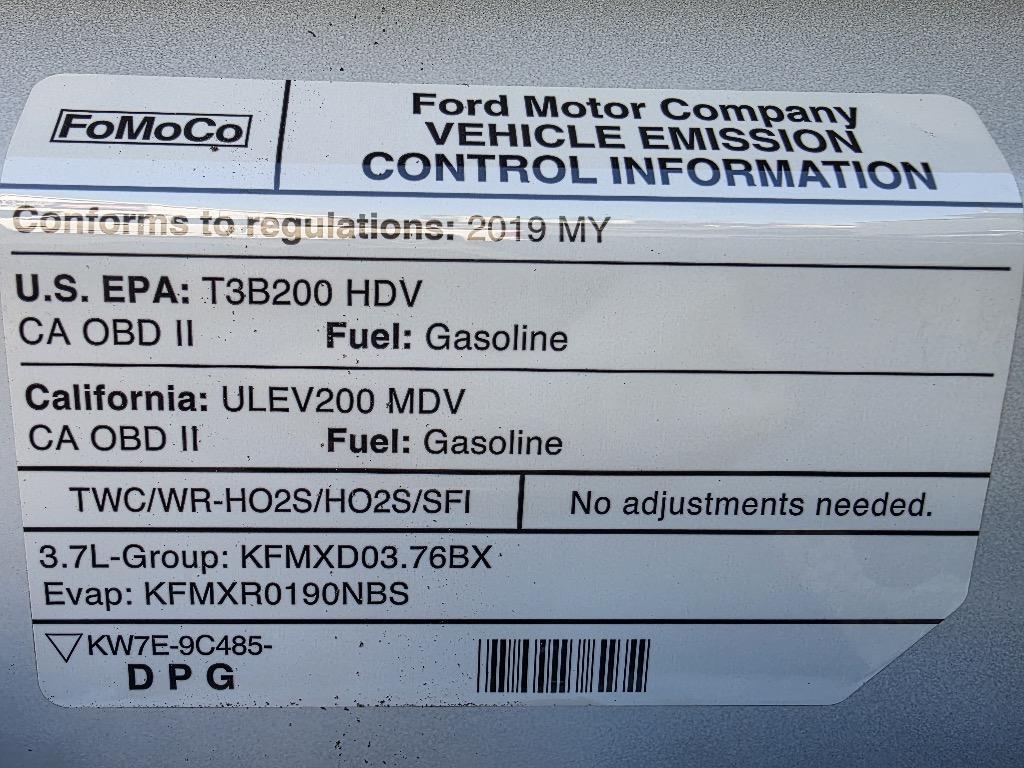 FoMoCo
Ford Motor Company
VEHICLE EMISSION
CONTROL INFORMATION
Conforms to regulations: 2019 MY
U.S. EPA: T3B200 HDV
CA OBD II Fuel: Gasoline
California: ULEV200 MDV
CA OBD II Fuel: Gasoline
TWC/WR-HO2S/HO2S/SFI
No adjustments needed.
3.7L-Group: KFMXD03.76BX
Evap: KFMXR0190NBS
KW7E-9C485-
DPG